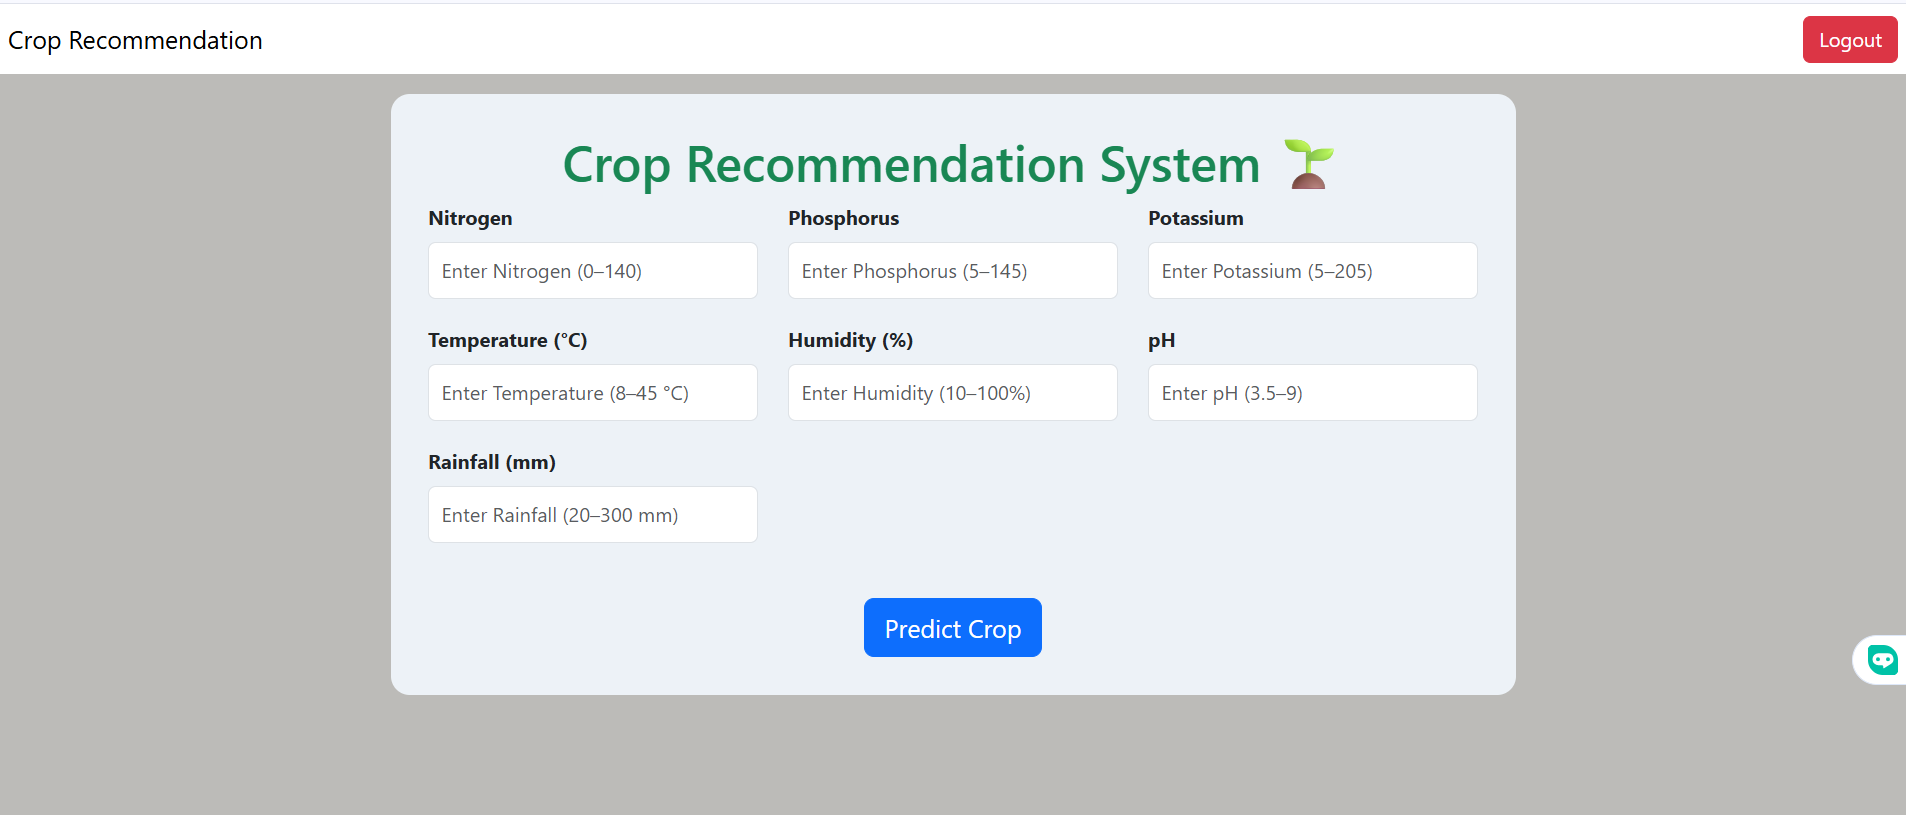 Crop Recommendation
Logout
Crop Recommendation System 🌱
Nitrogen
Phosphorus
Potassium
Enter Nitrogen (0–140)
Enter Phosphorus (5–145)
Enter Potassium (5–205)
Temperature (°C)
Humidity (%)
pH
Enter Temperature (8–45 °C)
Enter Humidity (10–100%)
Enter pH (3.5–9)
Rainfall (mm)
Enter Rainfall (20–300 mm)
Predict Crop